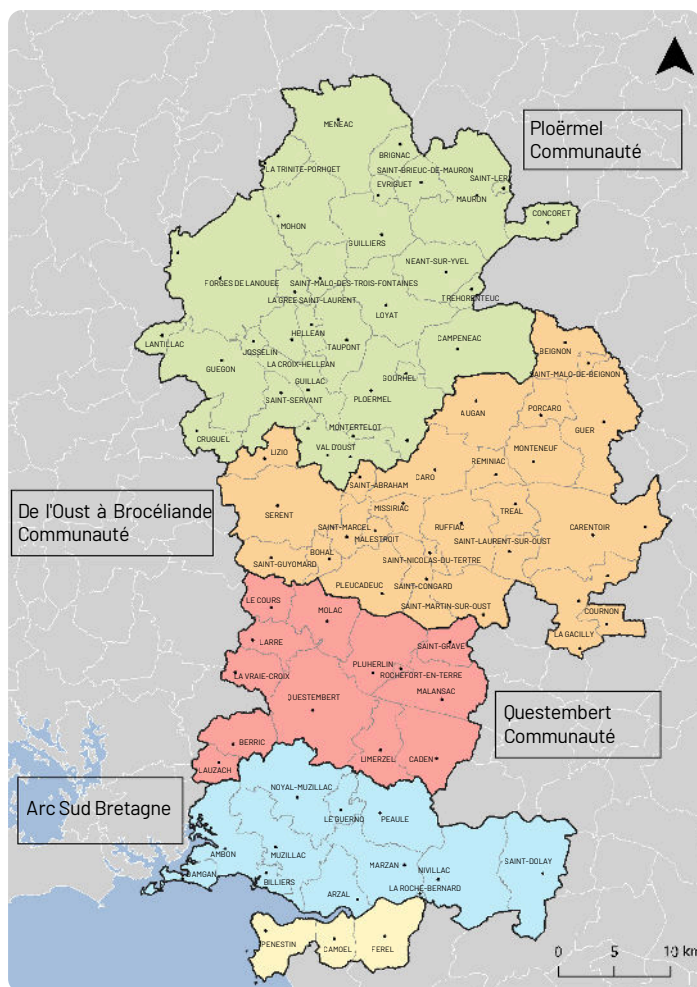 Ploërmel
Communauté
MENEAC
BRIGNAC
LA TRINITE-PORHOET
SAINT-BRIEUC-DE-MAURON
SAINT-LERY
EVRIGUET
MAURON
CONCORET
MOHON
GUILLIERS
NEANT-SUR-YVEL
FORGES DE LANOUEE
SAINT-MALO-DES-TROIS-FONTAINES
LA GREE SAINT-LAURENT
TREHORENTEUC
LOYAT
HELLEAN
LANTILLAC
JOSSELIN
TAUPONT
CAMPENEAC
BEIGNON
GUEGON
LA CROIX-HELLEAN
SAINT-MALO-DE-BEIGNON
GUILLAC
GOURHEL
SAINT-SERVANT
PLOERMEL
AUGAN
PORCARO
GUER
CRUGUEL
MONTERTELOT
LIZIO
VAL D'OUST
MONTENEUF
CARO
REMINIAC
SAINT-ABRAHAM
De l'Oust à Brocéliande
Communauté
SERENT
MISSIRIAC
TREAL
SAINT-MARCEL
RUFFIAC
CARENTOIR
MALESTROIT
SAINT-LAURENT-SUR-OUST
BOHAL
SAINT-GUYOMARD
SAINT-NICOLAS-DU-TERTRE
SAINT-CONGARD
PLEUCADEUC
LE COURS
SAINT-MARTIN-SUR-OUST
COURNON
MOLAC
LA GACILLY
LARRE
SAINT-GRAVE
PLUHERLIN
LA VRAIE-CROIX
ROCHEFORT-EN-TERRE
QUESTEMBERT
MALANSAC
Questembert
Communauté
BERRIC
LIMERZEL
CADEN
LAUZACH
Arc Sud Bretagne
NOYAL-MUZILLAC
LE GUERNO
PEAULE
AMBON
MUZILLAC
MARZAN
SAINT-DOLAY
DAMGAN
BILLIERS
NIVILLAC
LA ROCHE-BERNARD
ARZAL
PENESTIN
CAMOEL
FEREL
0 5 10 km